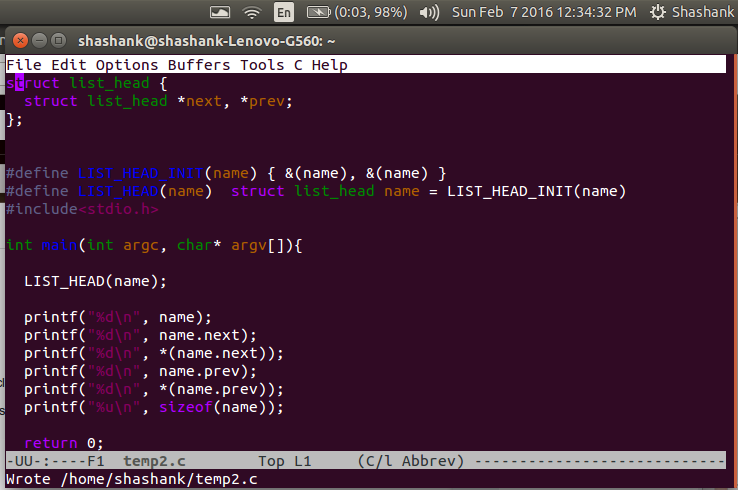 En (0:03, 98%) Sun Feb 7 2016 12:34:32 PM Shashank
shashank@shashank-Lenovo-G560: ~
File Edit Options Buffers Tools C Help
struct list_head {
  struct list_head *next, *prev;
};
#define LIST_HEAD_INIT(name) { &(name), &(name) }
#define LIST_HEAD(name)  struct list_head name = LIST_HEAD_INIT(name)
#include<stdio.h>
int main(int argc, char* argv[]){
  LIST_HEAD(name);
  printf("%d\n", name);
  printf("%d\n", name.next);
  printf("%d\n", *(name.next));
  printf("%d\n", name.prev);
  printf("%d\n", *(name.prev));
  printf("%u\n", sizeof(name));
  return 0;
-UU-:----F1  temp2.c        Top L1     (C/l Abbrev) ----------------------------
Wrote /home/shashank/temp2.c